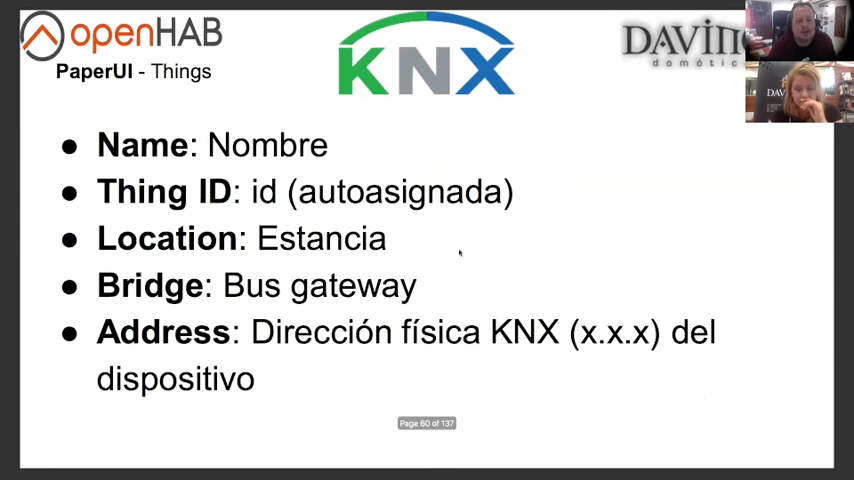 openHAB
KNX
PaperUI - Things
● Name: Nombre
● Thing ID: id (autoasignada)
● Location: Estancia
● Bridge: Bus gateway
● Address: Dirección física KNX (x.x.x) del
dispositivo
Page 60 of 137